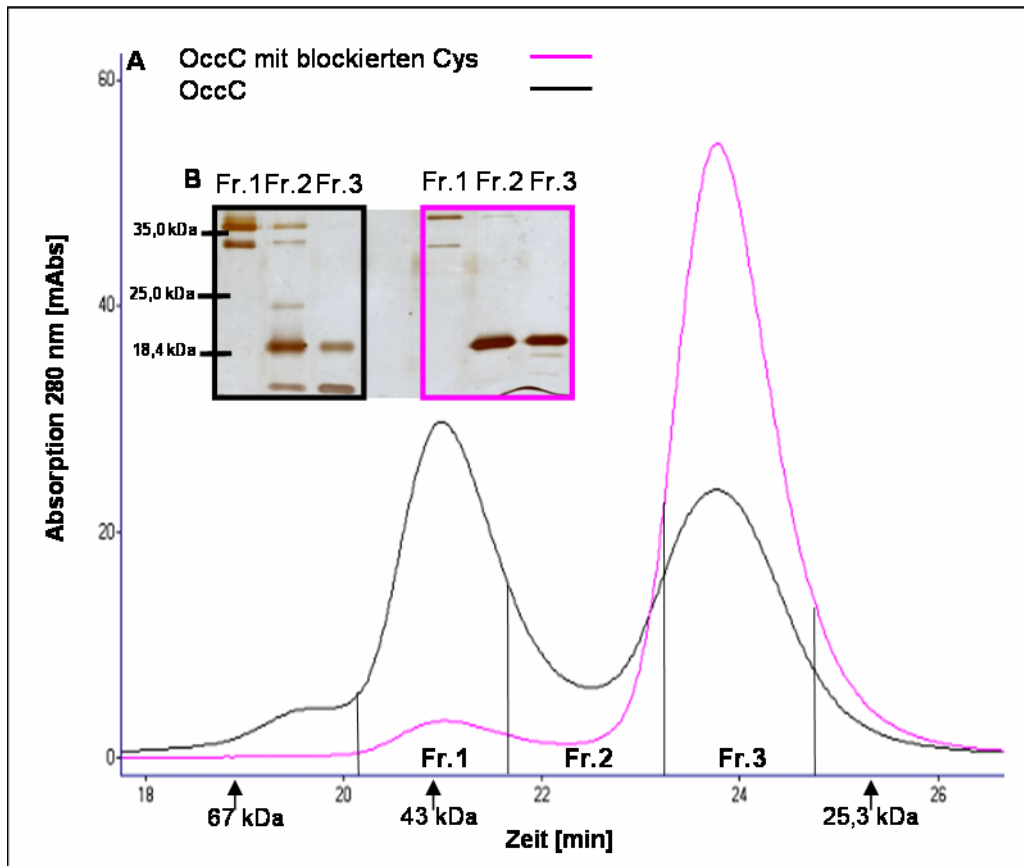 A OccC mit blockierten Cys
OccC
60
B Fr.1 Fr.2 Fr.3 Fr.1 Fr.2 Fr.3
35,0 kDa
25,0 kDa
18,4 kDa
40
20
0
Absorption 280 nm [mAbs]
Fr.1 Fr.2 Fr.3
18 20 22 24 26
67 kDa 43 kDa 25,3 kDa
Zeit [min]